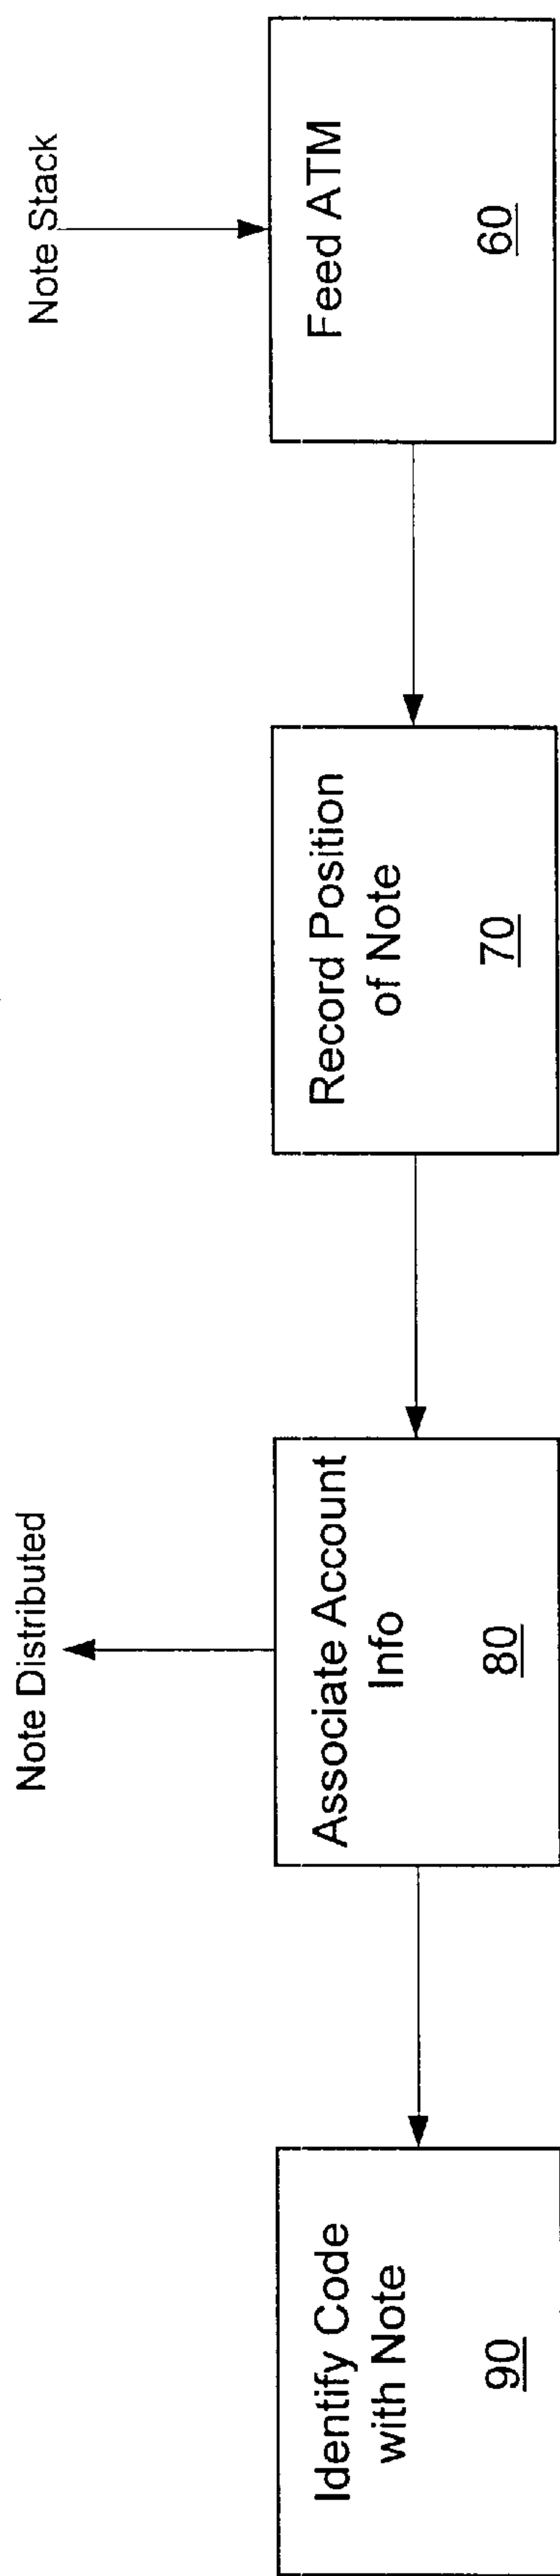 Note Stack
Feed ATM
60
Record Position
of Note
70
Note Distributed
Associate Account
Info
80
Identify Code
with Note
90